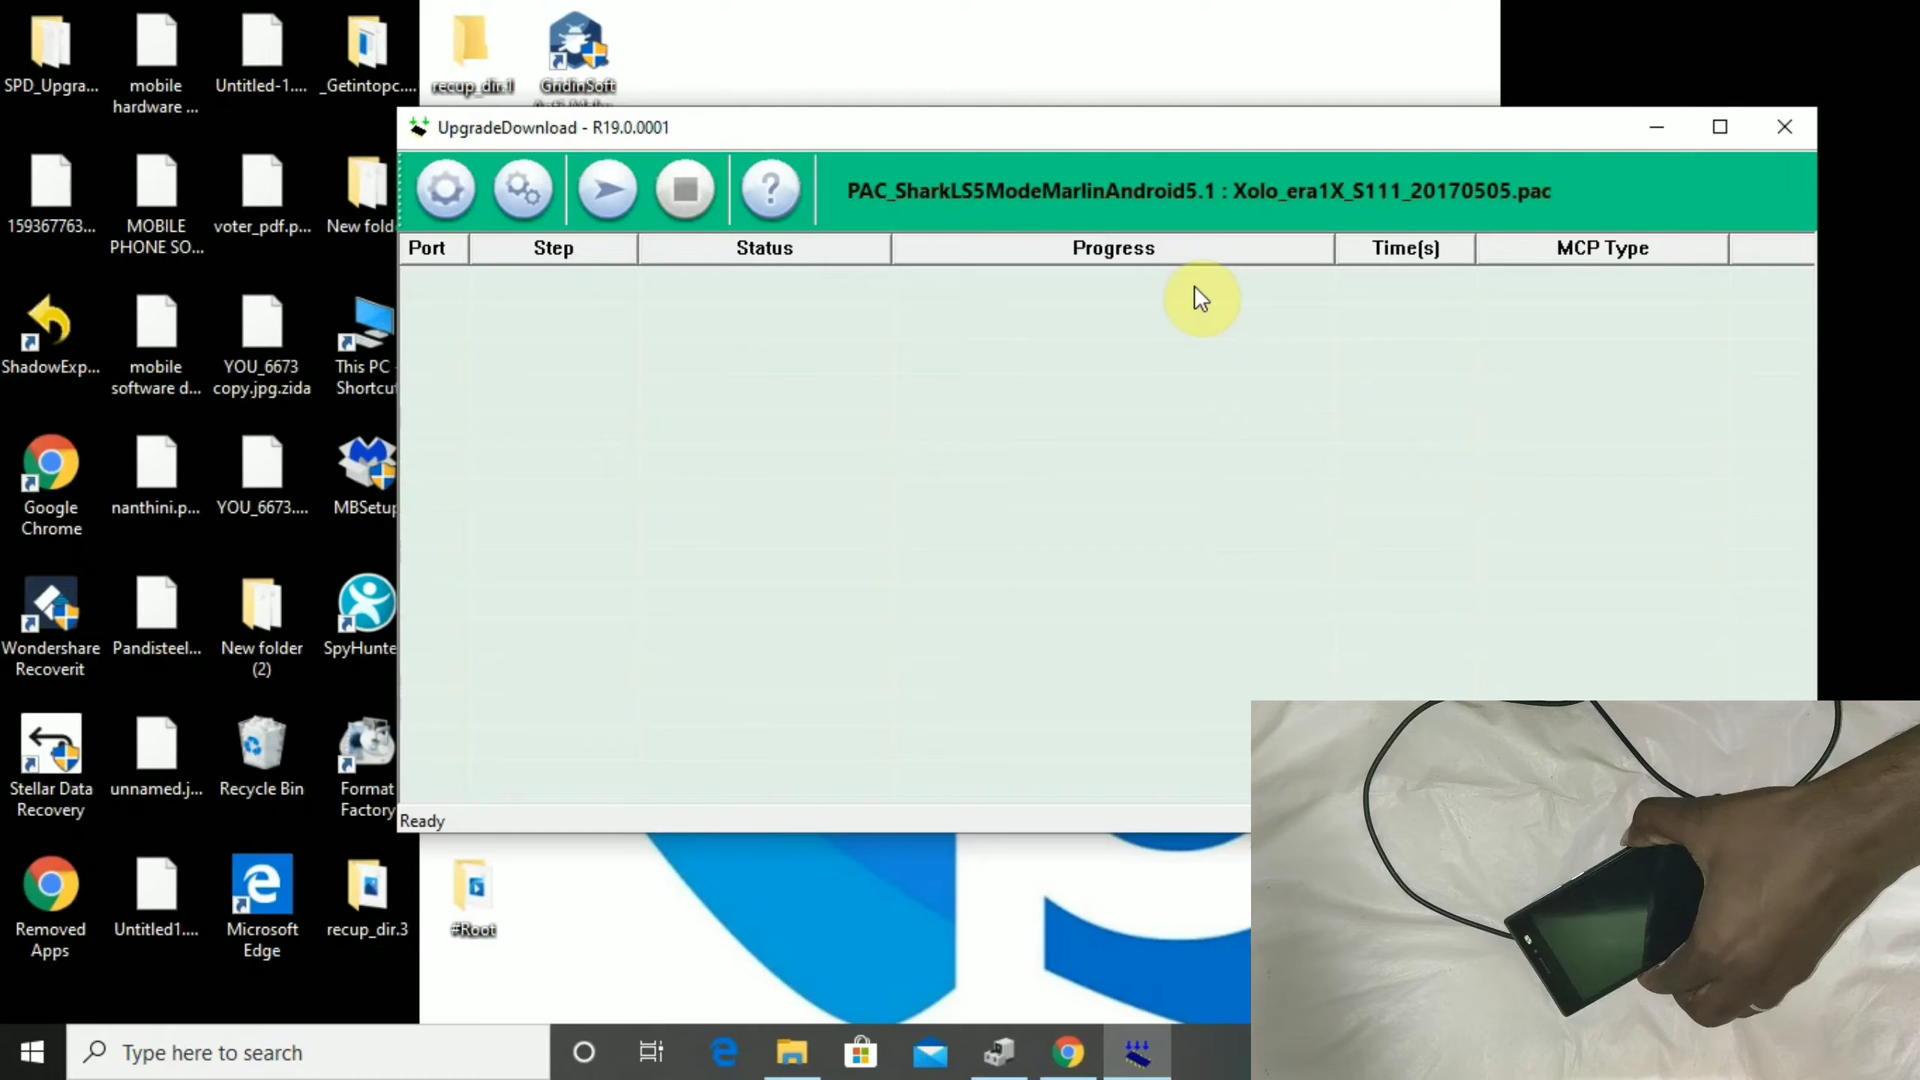 SPD_Upgra...
mobile
hardware ...
Untitled-1....
_Getintopc....
recup_dir.1
GridinSoft
UpgradeDownload - R19.0.0001
PAC_SharkLS5ModeMarlinAndroid5.1 : Xolo_era1X_S111_20170505.pac
Port
Step
Status
Progress
Time(s)
MCP Type
159367763...
MOBILE
PHONE SO...
voter_pdf.p...
New fold
ShadowExp...
mobile
software d...
YOU_6673
copy.jpg.zida
This PC -
Shortcut
Google
Chrome
nanthini.p...
YOU_6673....
MBSetup
Wondershare
Recoverit
Pandisteel...
New folder
(2)
SpyHunte
Stellar Data
Recovery
unnamed.j...
Recycle Bin
Format
Factory
Ready
Removed
Apps
Untitled1....
Microsoft
Edge
recup_dir.3
#Root
Type here to search